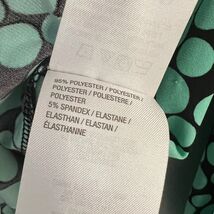 95% POLYESTER / POLYESTER /
POLYESTER / POLIESTERE /
POLYESTER
5% SPANDEX / ELASTANE /
ELASTHAN / ELASTAN /
ÉLASTHANNE